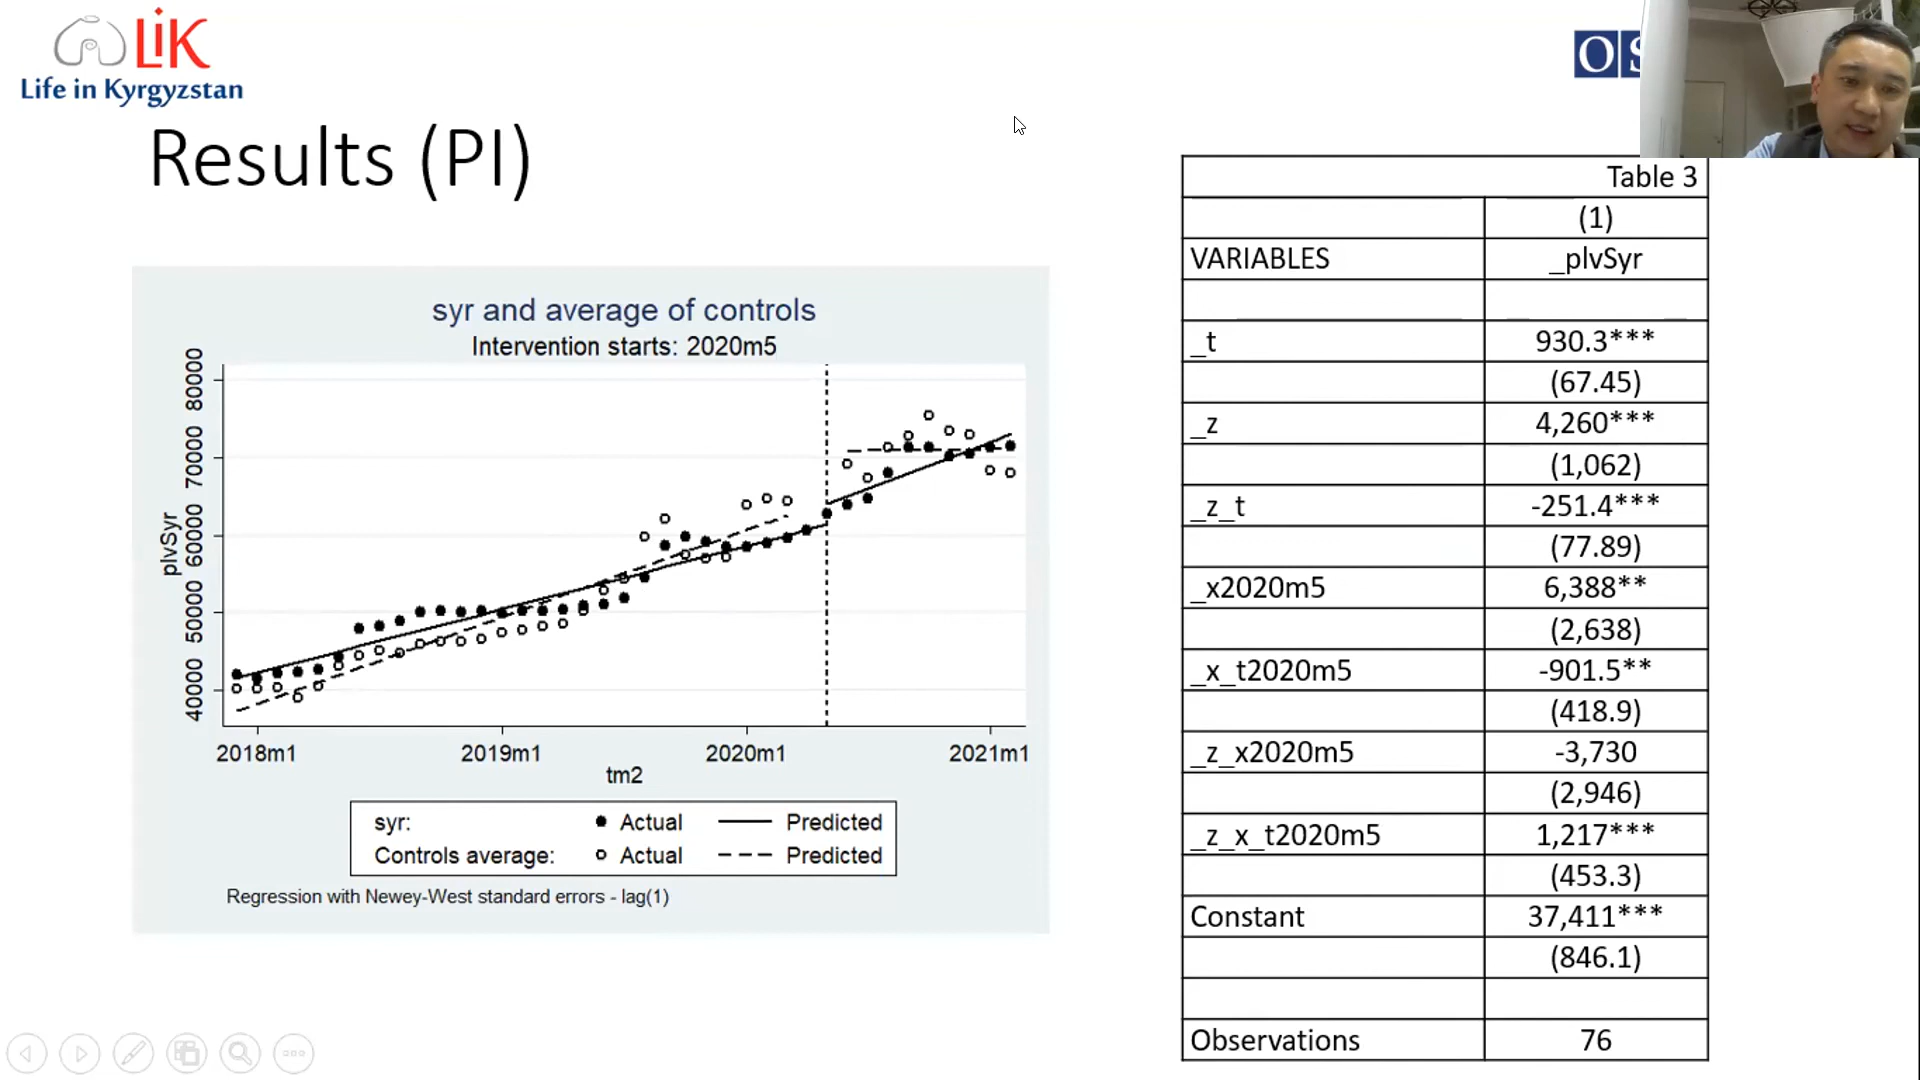 LiK
Life in Kyrgyzstan
Results (PI)
syr and average of controls
Intervention starts: 2020m5
plvSyr
80000
70000
60000
50000
40000
2018m1 2019m1 2020m1 2021m1
tm2
syr: Actual Predicted
Controls average: Actual Predicted
Regression with Newey-West standard errors - lag(1)
Table 3
(1)
VARIABLES _plvSyr
_t 930.3***
(67.45)
_z 4,260***
(1,062)
_z_t -251.4***
(77.89)
_x2020m5 6,388**
(2,638)
_x_t2020m5 -901.5**
(418.9)
_z_x2020m5 -3,730
(2,946)
_z_x_t2020m5 1,217***
(453.3)
Constant 37,411***
(846.1)
Observations 76